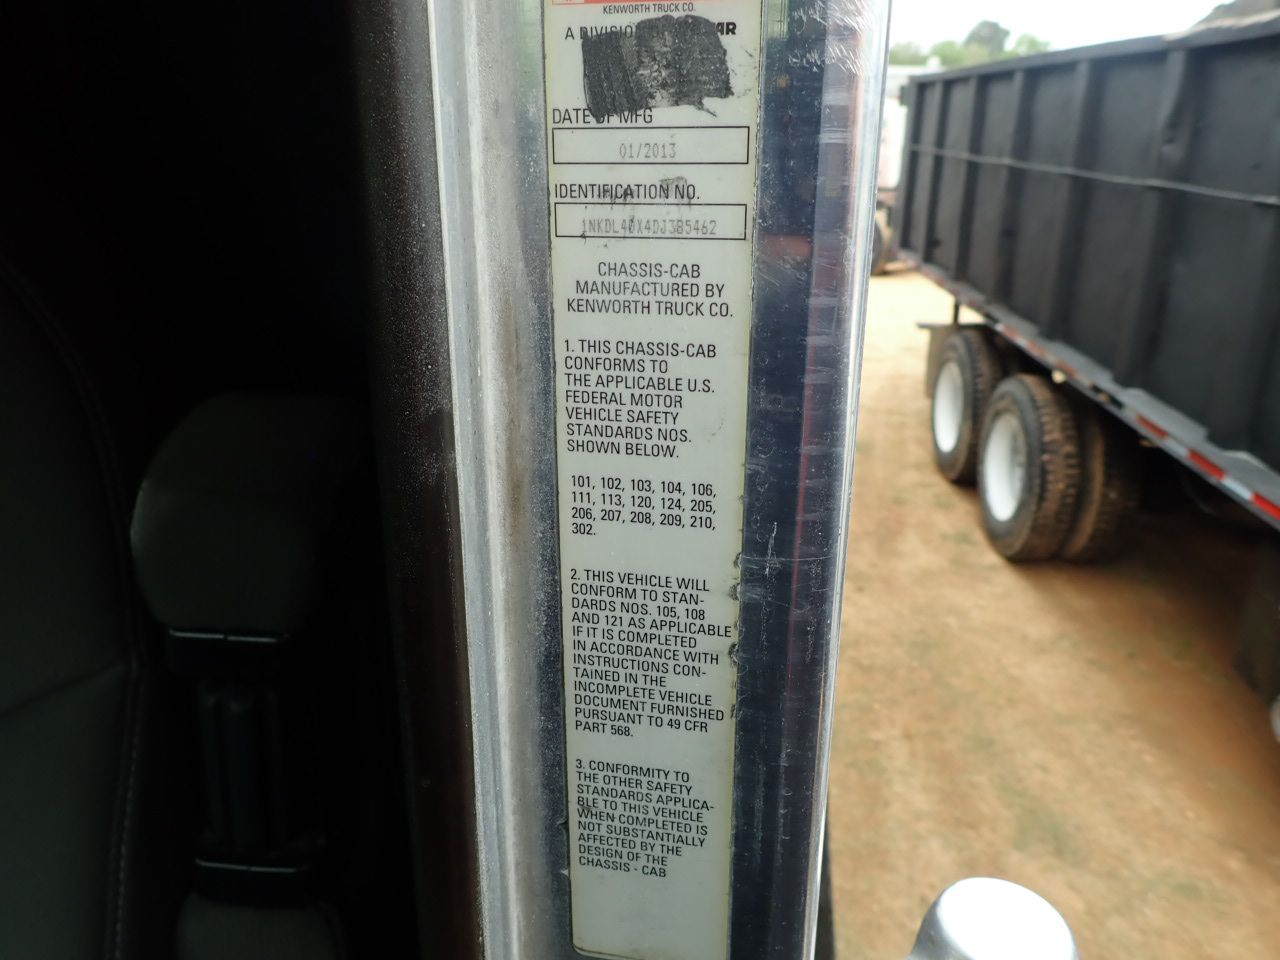 KENWORTH TRUCK CO.
A DIVISION
DATE OF MFG
01/2013
IDENTIFICATION NO.
1NKDL40X4DJ385462
CHASSIS-CAB
MANUFACTURED BY
KENWORTH TRUCK CO.
1. THIS CHASSIS-CAB
CONFORMS TO
THE APPLICABLE U.S.
FEDERAL MOTOR
VEHICLE SAFETY
STANDARDS NOS.
SHOWN BELOW.
101, 102, 103, 104, 106,
111, 113, 120, 124, 205,
206, 207, 208, 209, 210,
302.
2. THIS VEHICLE WILL
CONFORM TO STAN-
DARDS NOS. 105, 108
AND 121 AS APPLICABLE
IF IT IS COMPLETED
IN ACCORDANCE WITH
INSTRUCTIONS CON-
TAINED IN THE
INCOMPLETE VEHICLE
DOCUMENT FURNISHED
PURSUANT TO 49 CFR
PART 568.
3. CONFORMITY TO
THE OTHER SAFETY
STANDARDS APPLICA-
BLE TO THIS VEHICLE
WHEN COMPLETED IS
NOT SUBSTANTIALLY
AFFECTED BY THE
DESIGN OF THE
CHASSIS - CAB